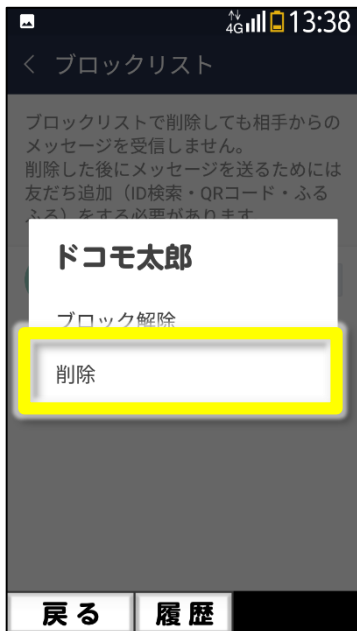 4G 13:38
ブロックリスト
ブロックリストで削除しても相手からの
メッセージを受信しません。
削除した後にメッセージを送るためには
友だち追加（ID検索・QRコード・ふる
ふる）をする必要があります
ドコモ太郎
ブロック解除
削除
戻る 履歴